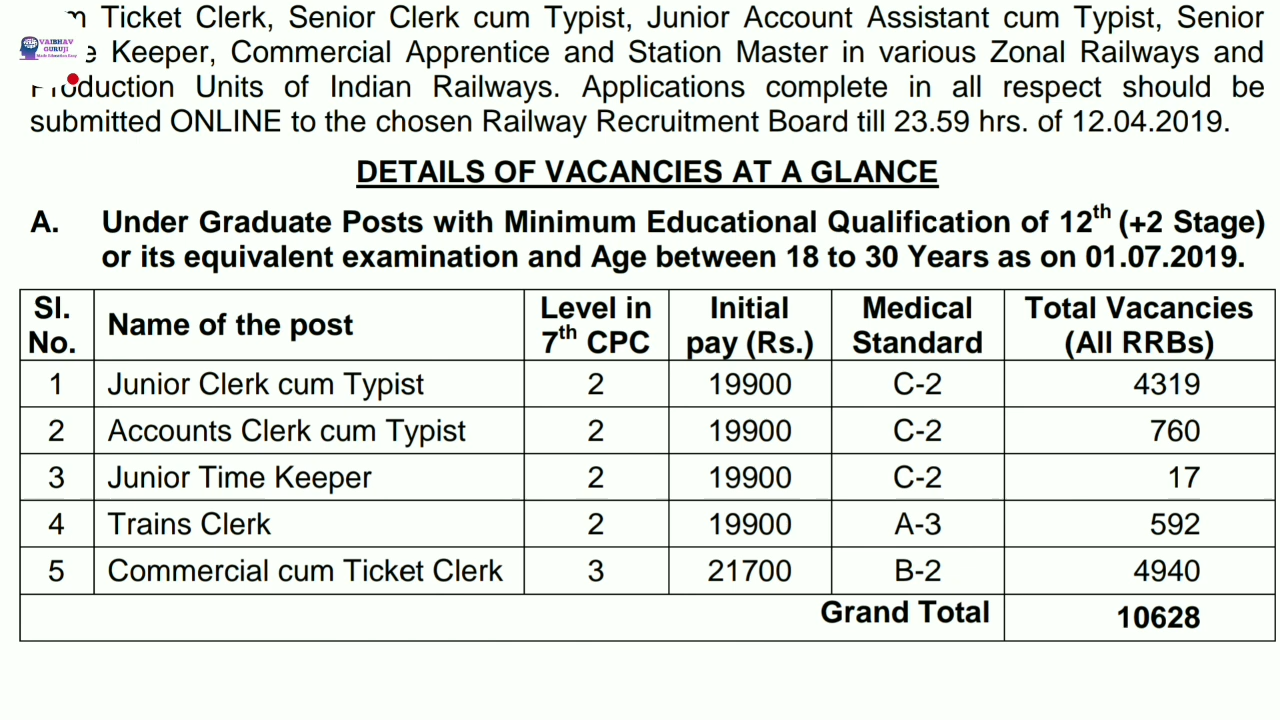 m Ticket Clerk, Senior Clerk cum Typist, Junior Account Assistant cum Typist, Senior
VAIBHAV
GURUJI
Made Education Easy
e Keeper, Commercial Apprentice and Station Master in various Zonal Railways and
Production Units of Indian Railways. Applications complete in all respect should be
submitted ONLINE to the chosen Railway Recruitment Board till 23.59 hrs. of 12.04.2019.
DETAILS OF VACANCIES AT A GLANCE
A. Under Graduate Posts with Minimum Educational Qualification of 12th (+2 Stage)
or its equivalent examination and Age between 18 to 30 Years as on 01.07.2019.
Sl. No. Name of the post Level in 7th CPC Initial pay (Rs.) Medical Standard Total Vacancies (All RRBs)
1 Junior Clerk cum Typist 2 19900 C-2 4319
2 Accounts Clerk cum Typist 2 19900 C-2 760
3 Junior Time Keeper 2 19900 C-2 17
4 Trains Clerk 2 19900 A-3 592
5 Commercial cum Ticket Clerk 3 21700 B-2 4940
Grand Total 10628